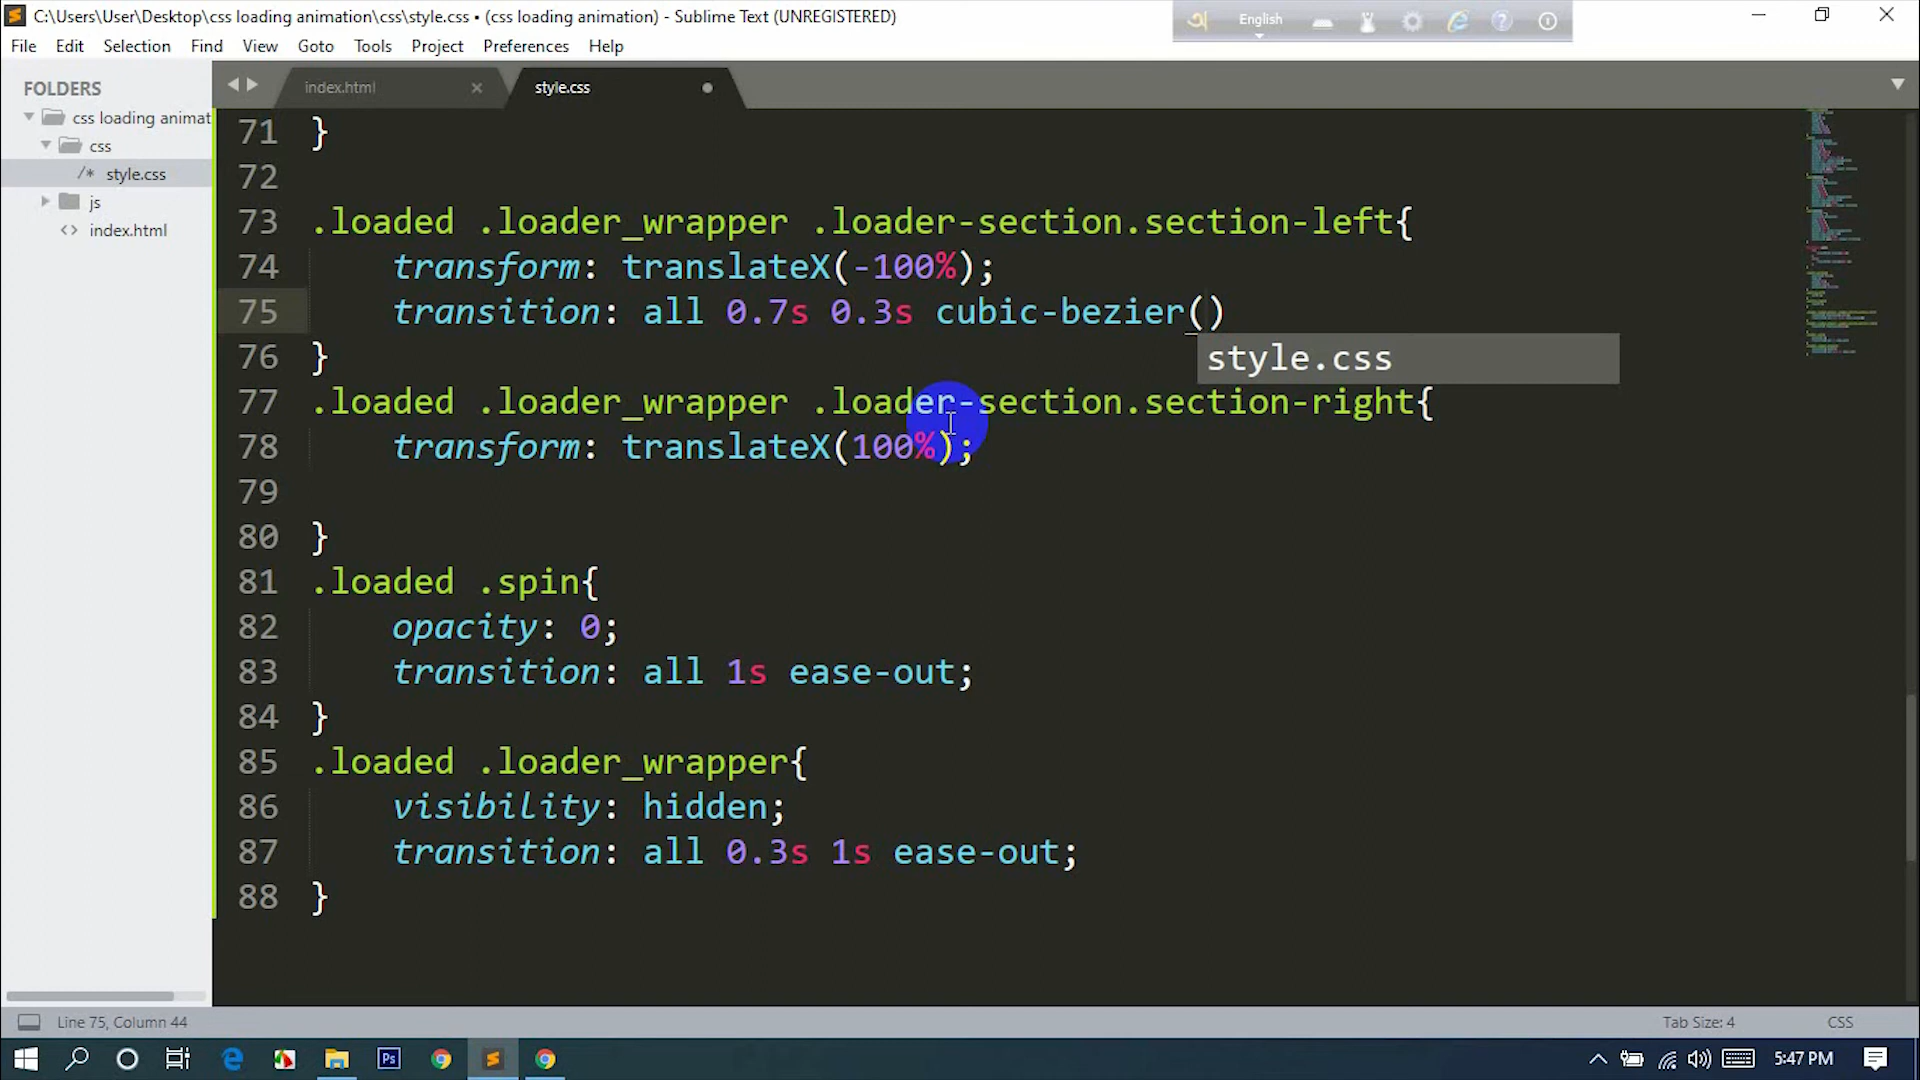 C:\Users\User\Desktop\css loading animation\css\style.css • (css loading animation) - Sublime Text (UNREGISTERED)
English
File Edit Selection Find View Goto Tools Project Preferences Help
FOLDERS
css loading animat
css
/* style.css
js
<> index.html
index.html
style.css
71 }
72
73 .loaded .loader_wrapper .loader-section.section-left{
74 transform: translateX(-100%);
75 transition: all 0.7s 0.3s cubic-bezier()
style.css
76 }
77 .loaded .loader_wrapper .loader-section.section-right{
78 transform: translateX(100%);
79
80 }
81 .loaded .spin{
82 opacity: 0;
83 transition: all 1s ease-out;
84 }
85 .loaded .loader_wrapper{
86 visibility: hidden;
87 transition: all 0.3s 1s ease-out;
88 }
Line 75, Column 44
Tab Size: 4
CSS
Ps
5:47 PM